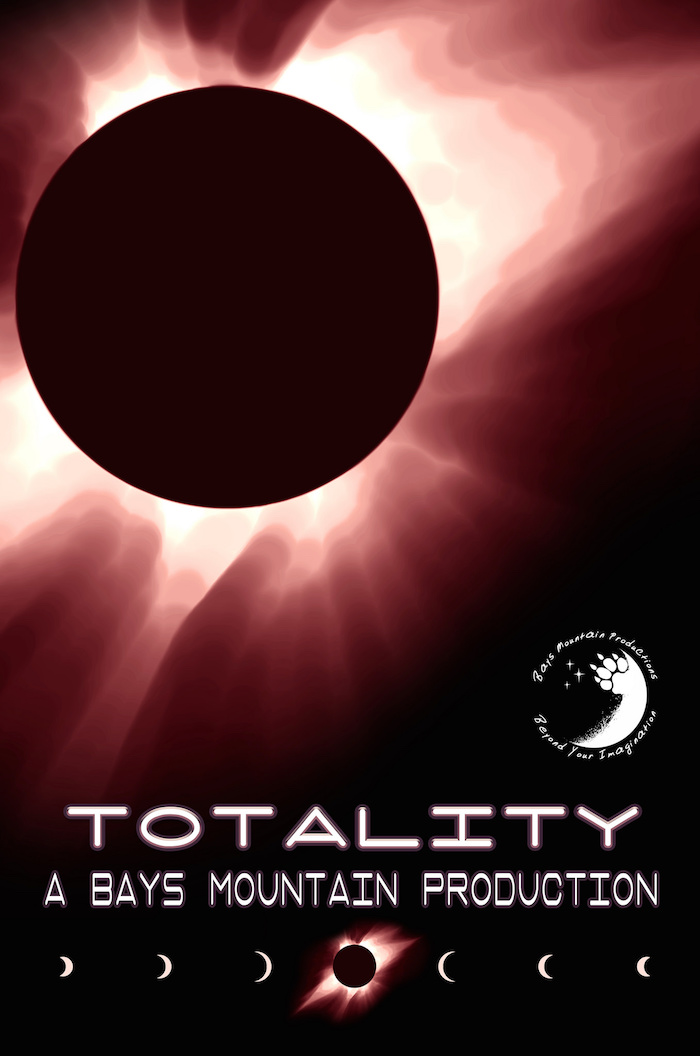 Bays Mountain Productions
Beyond Your Imagination
TOTALITY
A BAYS MOUNTAIN PRODUCTION